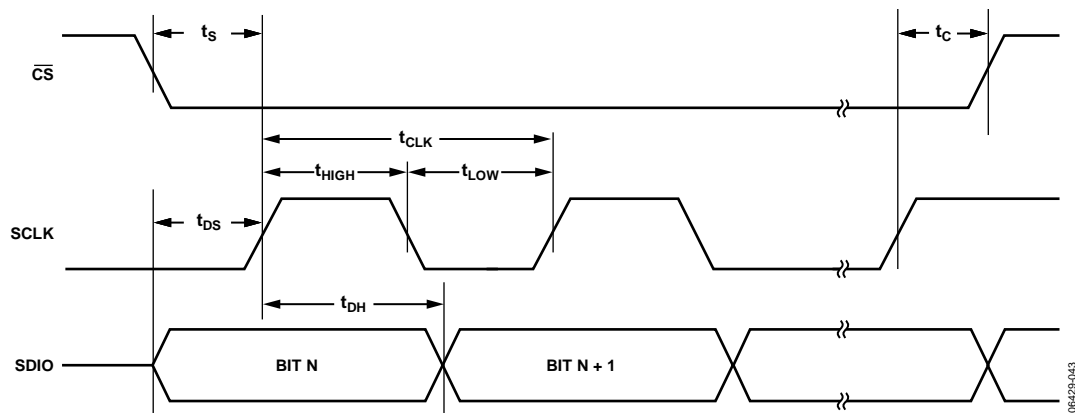 tS
tC
CS
tCLK
tHIGH
tLOW
tDS
SCLK
tDH
SDIO
BIT N
BIT N + 1
06429-043